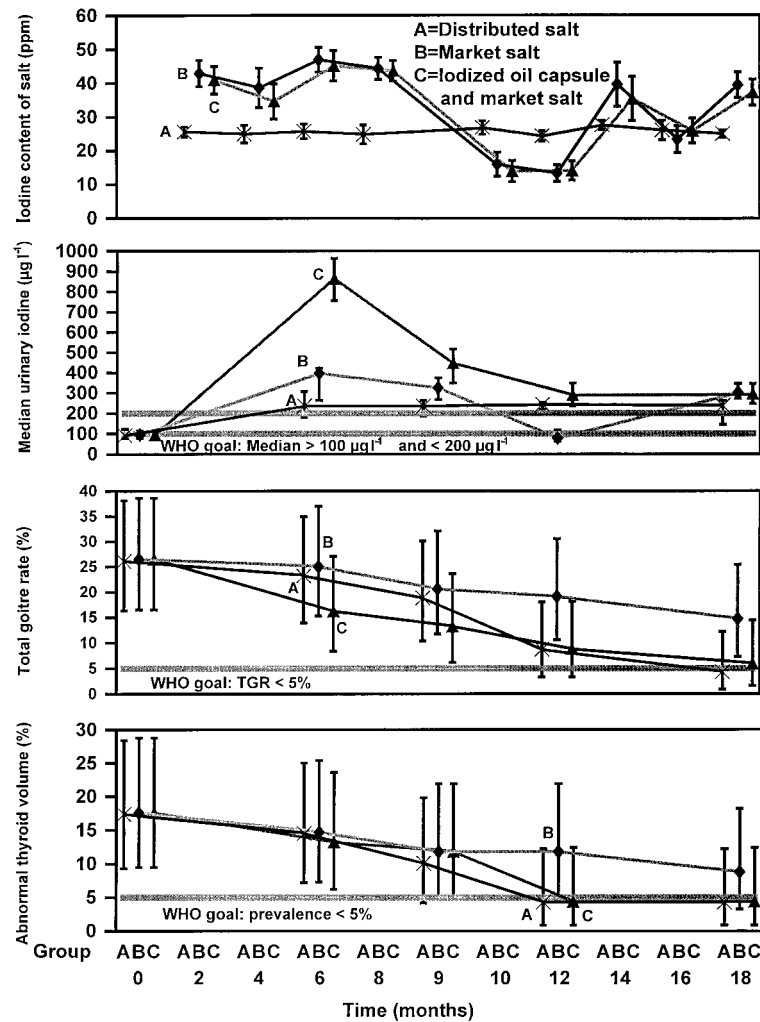 Iodine content of salt (ppm)
60
50
40
30
20
10
0
A=Distributed salt
B=Market salt
C=Iodized oil capsule
and market salt
B
C
A
Median urinary iodine (µg l⁻¹)
1000
900
800
700
600
500
400
300
200
100
0
C
B
A
WHO goal: Median > 100 µg l⁻¹ and < 200 µg l⁻¹
Total goitre rate (%)
40
35
30
25
20
15
10
5
0
B
A
C
WHO goal: TGR < 5%
Abnormal thyroid volume (%)
30
25
20
15
10
5
0
B
A
C
WHO goal: prevalence < 5%
Group ABC ABC ABC ABC ABC ABC ABC ABC ABC ABC ABC
0 2 4 6 8 9 10 12 14 16 18
Time (months)